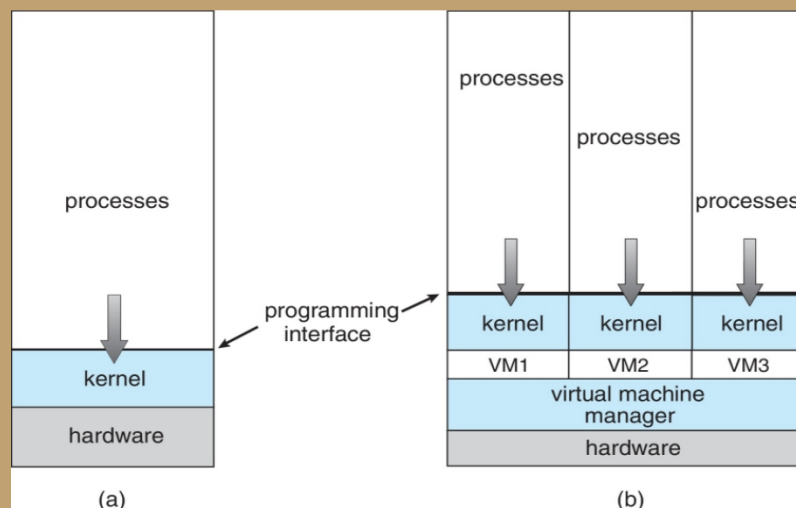 processes
kernel
hardware
(a)
programming
interface
processes
processes
processes
kernel
kernel
kernel
VM1
VM2
VM3
virtual machine
manager
hardware
(b)